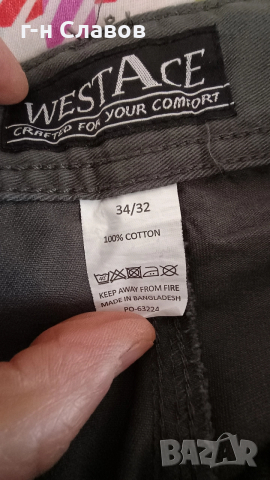 г-н Славов
WESTACE
CRAFTED FOR YOUR COMFORT
34/32
100% COTTON
KEEP AWAY FROM FIRE
MADE IN BANGLADESH
PO-63224
BAZAR